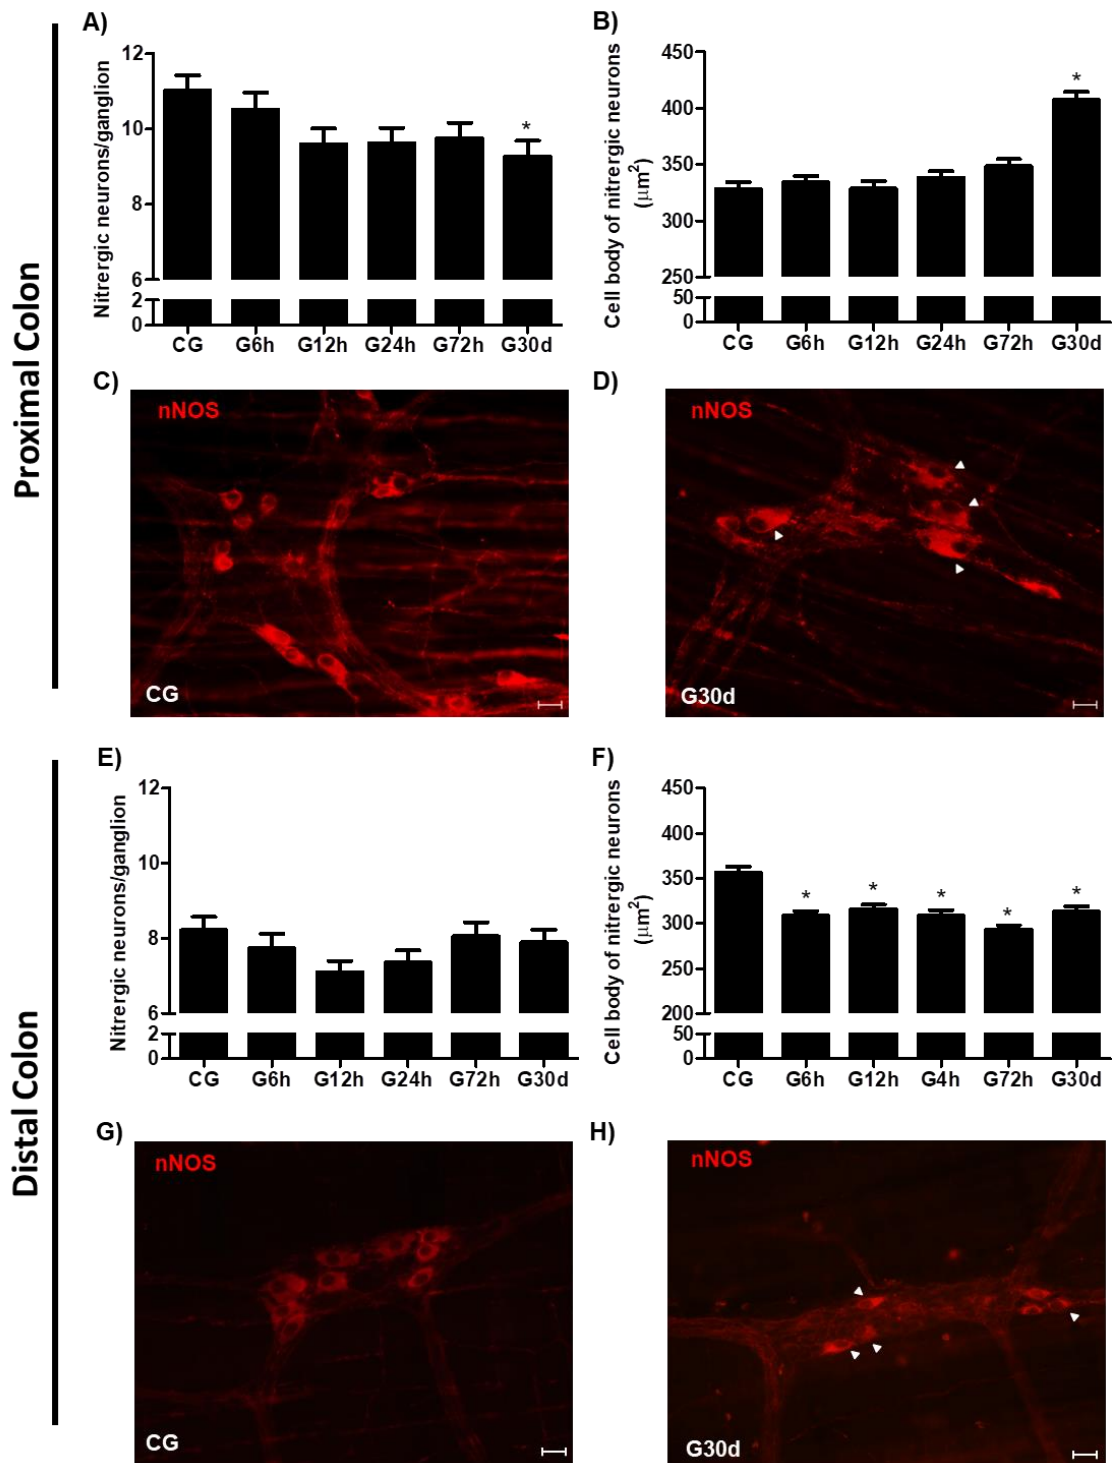 Proximal Colon
A)
Nitrergic neurons/ganglion
12
10
8
6
2
0
CG G6h G12h G24h G72h G30d
*
B)
Cell body of nitrergic neurons
(μm²)
450
400
350
300
250
50
0
CG G6h G12h G24h G72h G30d
*
C)
nNOS
CG
D)
nNOS
G30d
Distal Colon
E)
Nitrergic neurons/ganglion
12
10
8
6
2
0
CG G6h G12h G24h G72h G30d
F)
Cell body of nitrergic neurons
(μm²)
450
400
350
300
250
200
50
0
CG G6h G12h G4h G72h G30d
* * * * *
G)
nNOS
CG
H)
nNOS
G30d